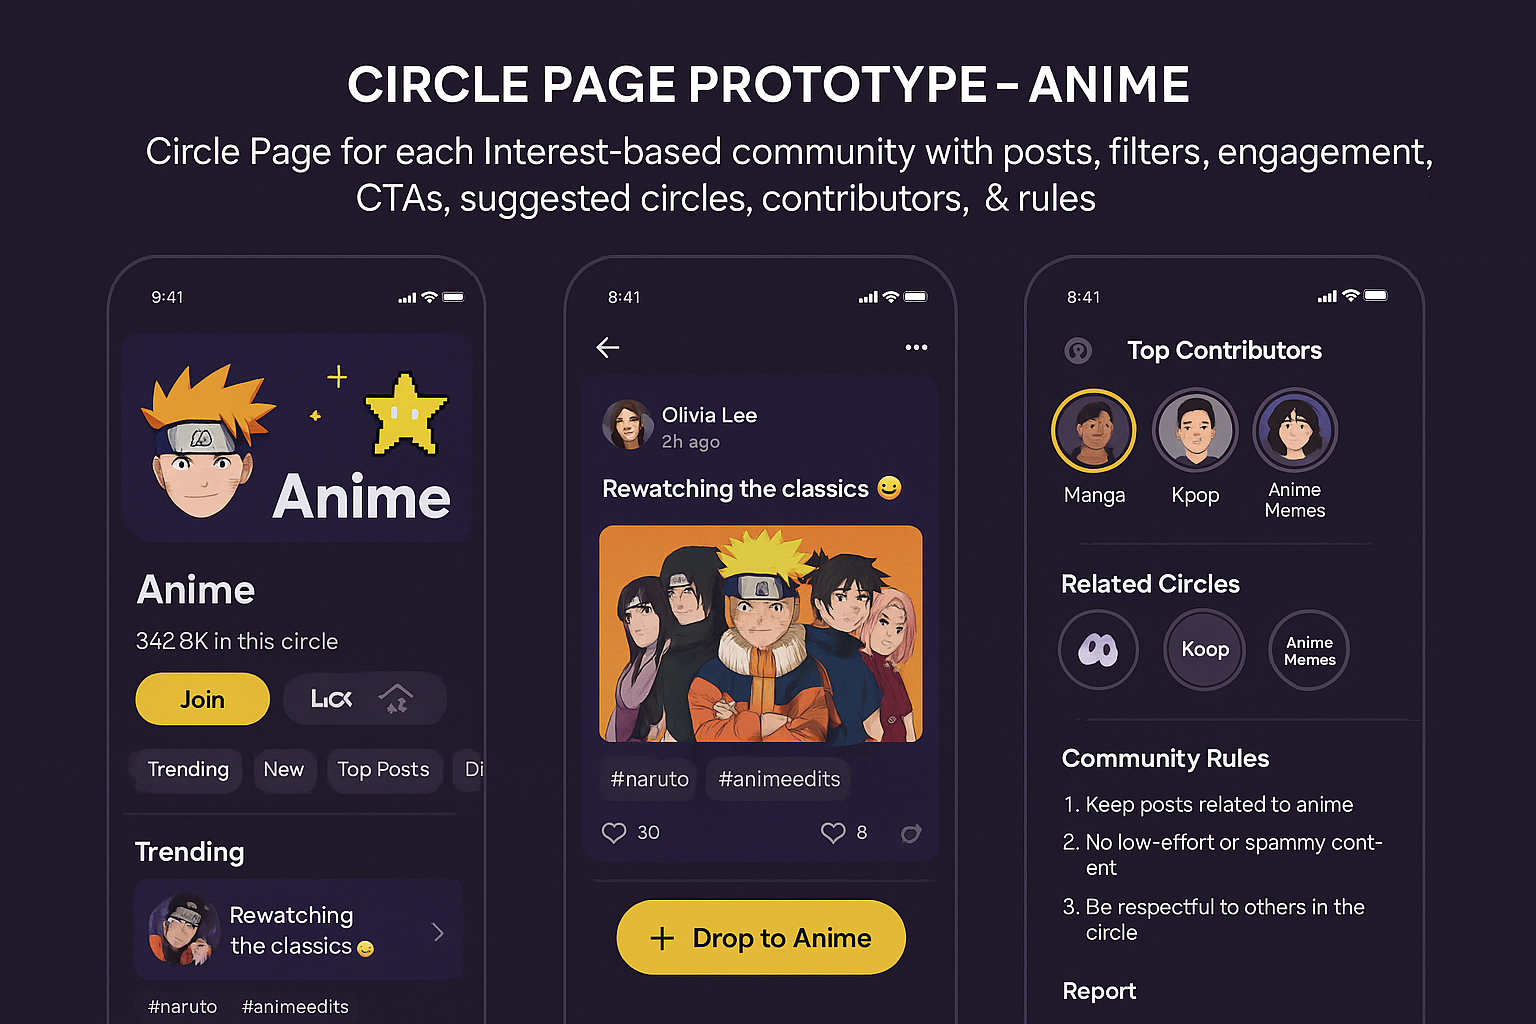 CIRCLE PAGE PROTOTYPE – ANIME
Circle Page for each Interest-based community with posts, filters, engagement,
CTAs, suggested circles, contributors, & rules
9:41
Anime
Anime
342 8K in this circle
Join
Trending
New
Top Posts
Di
Trending
Rewatching
the classics 😊
#naruto #animeedits
8:41
Olivia Lee
2h ago
Rewatching the classics 😃
#naruto #animeedits
30
8
+ Drop to Anime
8:41
Top Contributors
Manga
Kpop
Anime
Memes
Related Circles
Koop
Anime
Memes
Community Rules
1. Keep posts related to anime
2. No low-effort or spammy cont-
ent
3. Be respectful to others in the
circle
Report